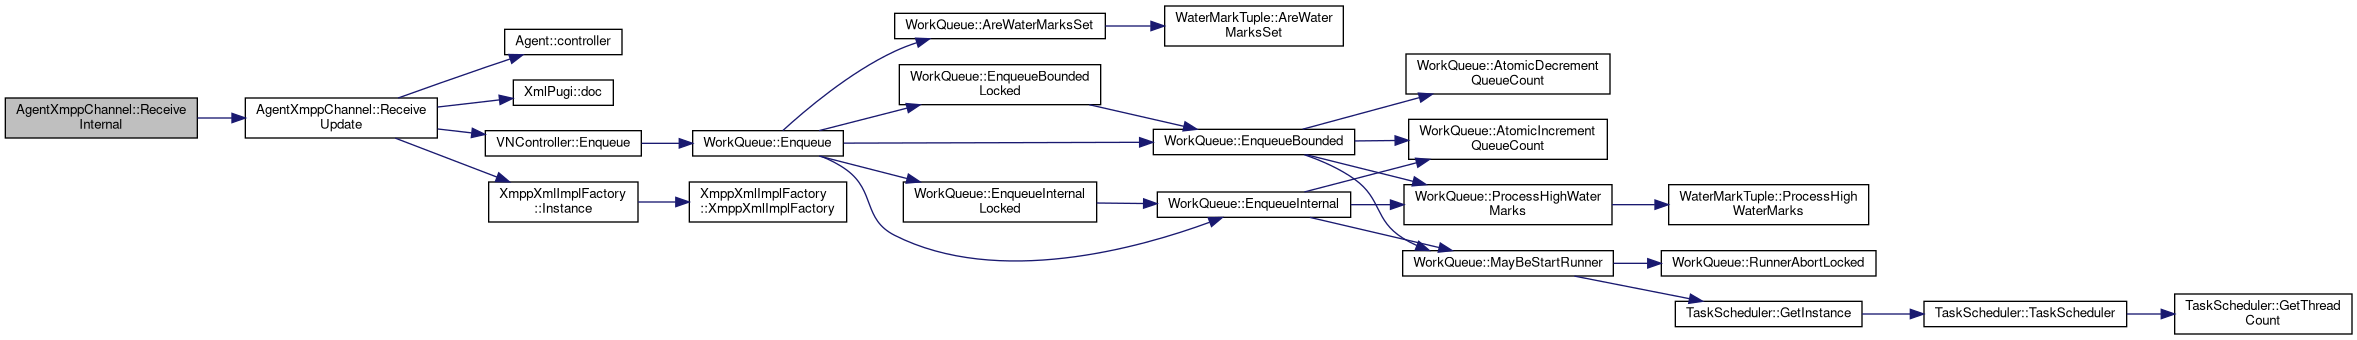 AgentXmppChannel::Receive
Internal
AgentXmppChannel::Receive
Update
Agent::controller
XmlPugi::doc
VNController::Enqueue
XmppXmlImplFactory
::Instance
WorkQueue::Enqueue
XmppXmlImplFactory
::XmppXmlImplFactory
WorkQueue::AreWaterMarksSet
WorkQueue::EnqueueBounded
Locked
WorkQueue::EnqueueInternal
Locked
WaterMarkTuple::AreWater
MarksSet
WorkQueue::EnqueueBounded
WorkQueue::EnqueueInternal
WorkQueue::AtomicDecrement
QueueCount
WorkQueue::AtomicIncrement
QueueCount
WorkQueue::ProcessHighWater
Marks
WorkQueue::MayBeStartRunner
WaterMarkTuple::ProcessHigh
WaterMarks
WorkQueue::RunnerAbortLocked
TaskScheduler::GetInstance
TaskScheduler::TaskScheduler
TaskScheduler::GetThread
Count